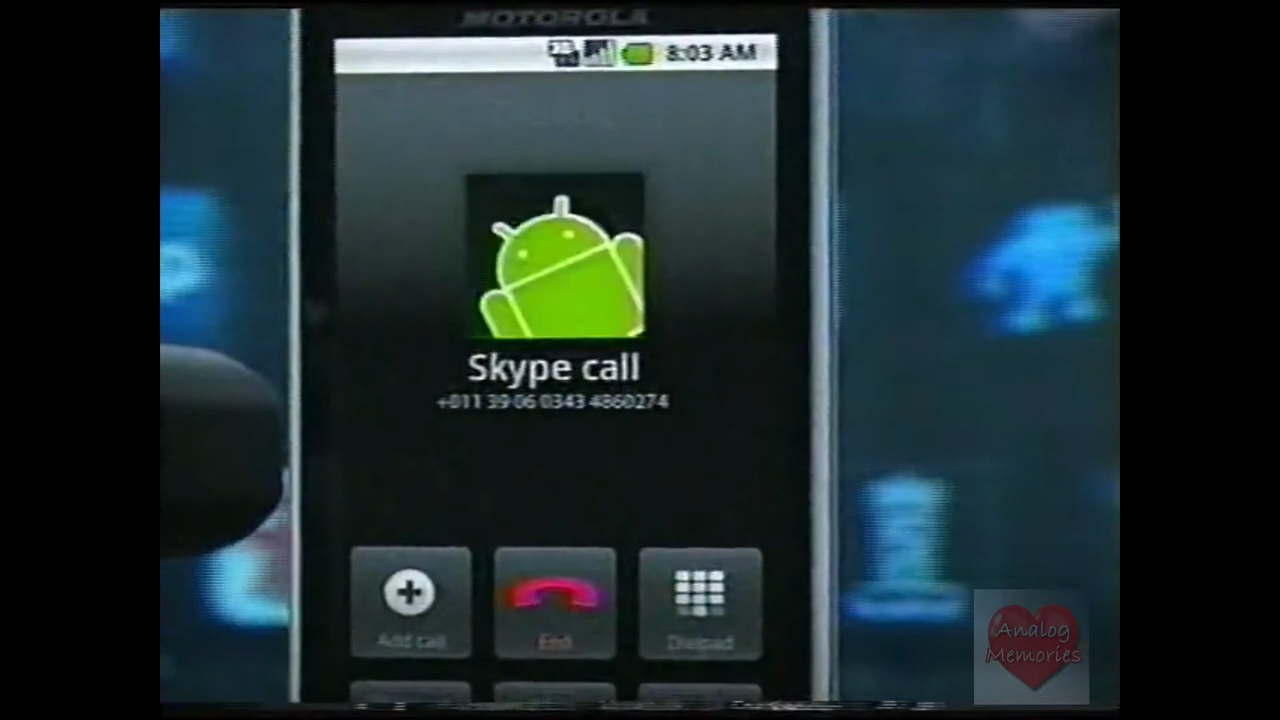 MOTOROLA
8:03 AM
Skype call
+011 39 06 0343 4860274
Add call
End
Dialpad
Analog
Memories